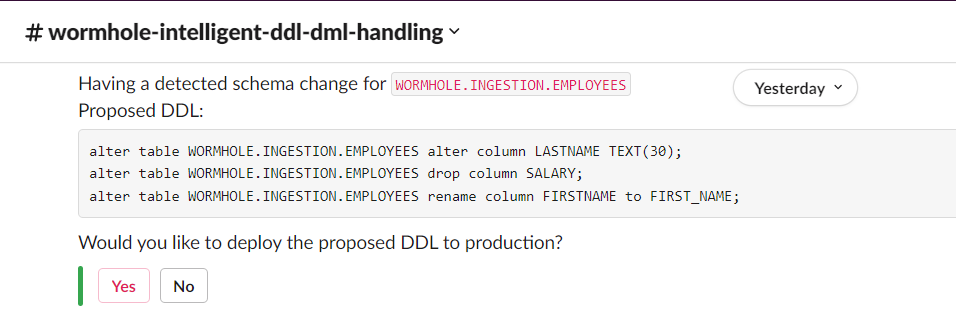 # wormhole-intelligent-ddl-dml-handling
Having a detected schema change for WORMHOLE.INGESTION.EMPLOYEES
Yesterday
Proposed DDL:
alter table WORMHOLE.INGESTION.EMPLOYEES alter column LASTNAME TEXT(30);
alter table WORMHOLE.INGESTION.EMPLOYEES drop column SALARY;
alter table WORMHOLE.INGESTION.EMPLOYEES rename column FIRSTNAME to FIRST_NAME;
Would you like to deploy the proposed DDL to production?
Yes No